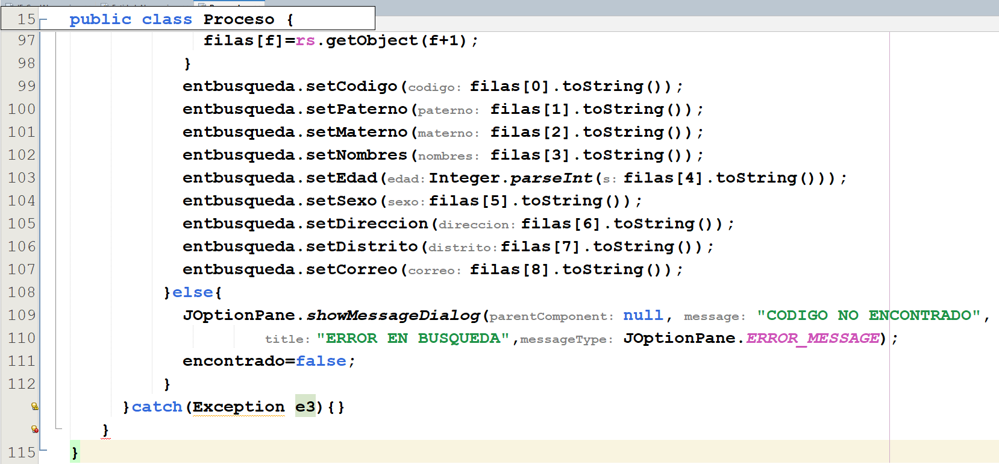 15 public class Proceso {
97 filas[f]=rs.getObject(f+1);
98 }
99 entbusqueda.setCodigo(codigo: filas[0].toString());
100 entbusqueda.setPaterno(paterno: filas[1].toString());
101 entbusqueda.setMaterno(materno: filas[2].toString());
102 entbusqueda.setNombres(nombres: filas[3].toString());
103 entbusqueda.setEdad(edad:Integer.parseInt(s: filas[4].toString()));
104 entbusqueda.setSexo(sexo:filas[5].toString());
105 entbusqueda.setDireccion(direccion: filas[6].toString());
106 entbusqueda.setDistrito(distrito:filas[7].toString());
107 entbusqueda.setCorreo(correo: filas[8].toString());
108 }else{
109 JOptionPane.showMessageDialog(parentComponent: null, message: "CODIGO NO ENCONTRADO",
110 title: "ERROR EN BUSQUEDA",messageType: JOptionPane.ERROR_MESSAGE);
111 encontrado=false;
112 }
}catch(Exception e3){}
}
115 }